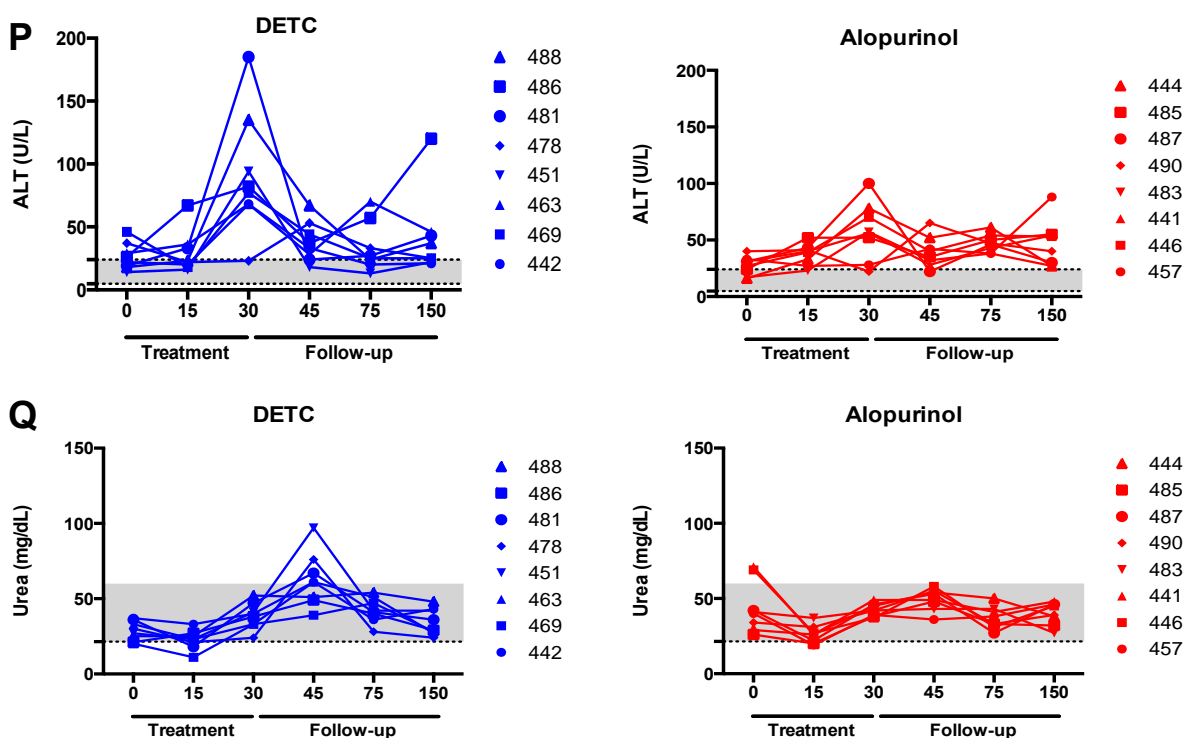 P
DETC
ALT (U/L)
200
150
100
50
0
0 15 30 45 75 150
Treatment Follow-up
488
486
481
478
451
463
469
442
Alopurinol
ALT (U/L)
200
150
100
50
0
0 15 30 45 75 150
Treatment Follow-up
444
485
487
490
483
441
446
457
Q
DETC
Urea (mg/dL)
150
100
50
0
0 15 30 45 75 150
Treatment Follow-up
488
486
481
478
451
463
469
442
Alopurinol
Urea (mg/dL)
150
100
50
0
0 15 30 45 75 150
Treatment Follow-up
444
485
487
490
483
441
446
457